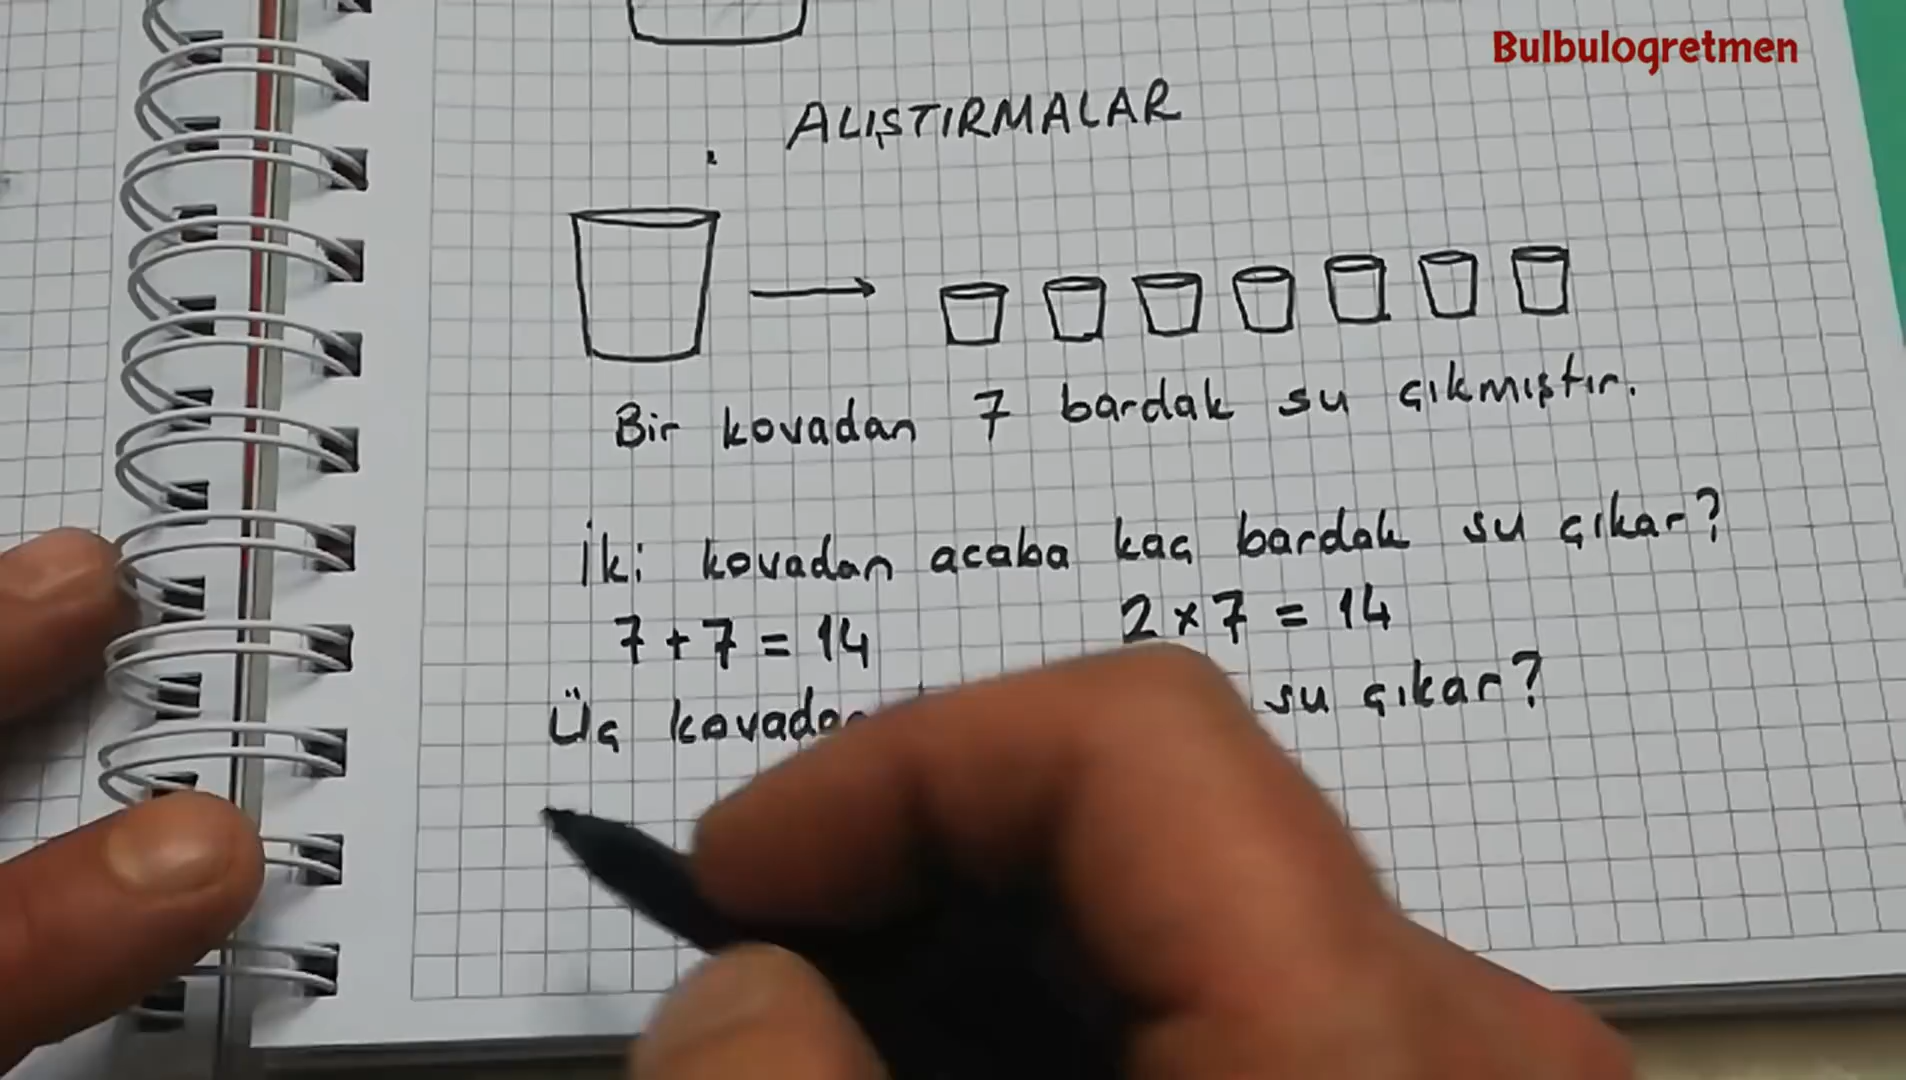 Bulbulogretmen
ALIŞTIRMALAR
Bir kovadan 7 bardak su çıkmıştır.
İki kovadan acaba kaç bardak su çıkar?
7 + 7 = 14 2 x 7 = 14
Üç kovadan su çıkar?